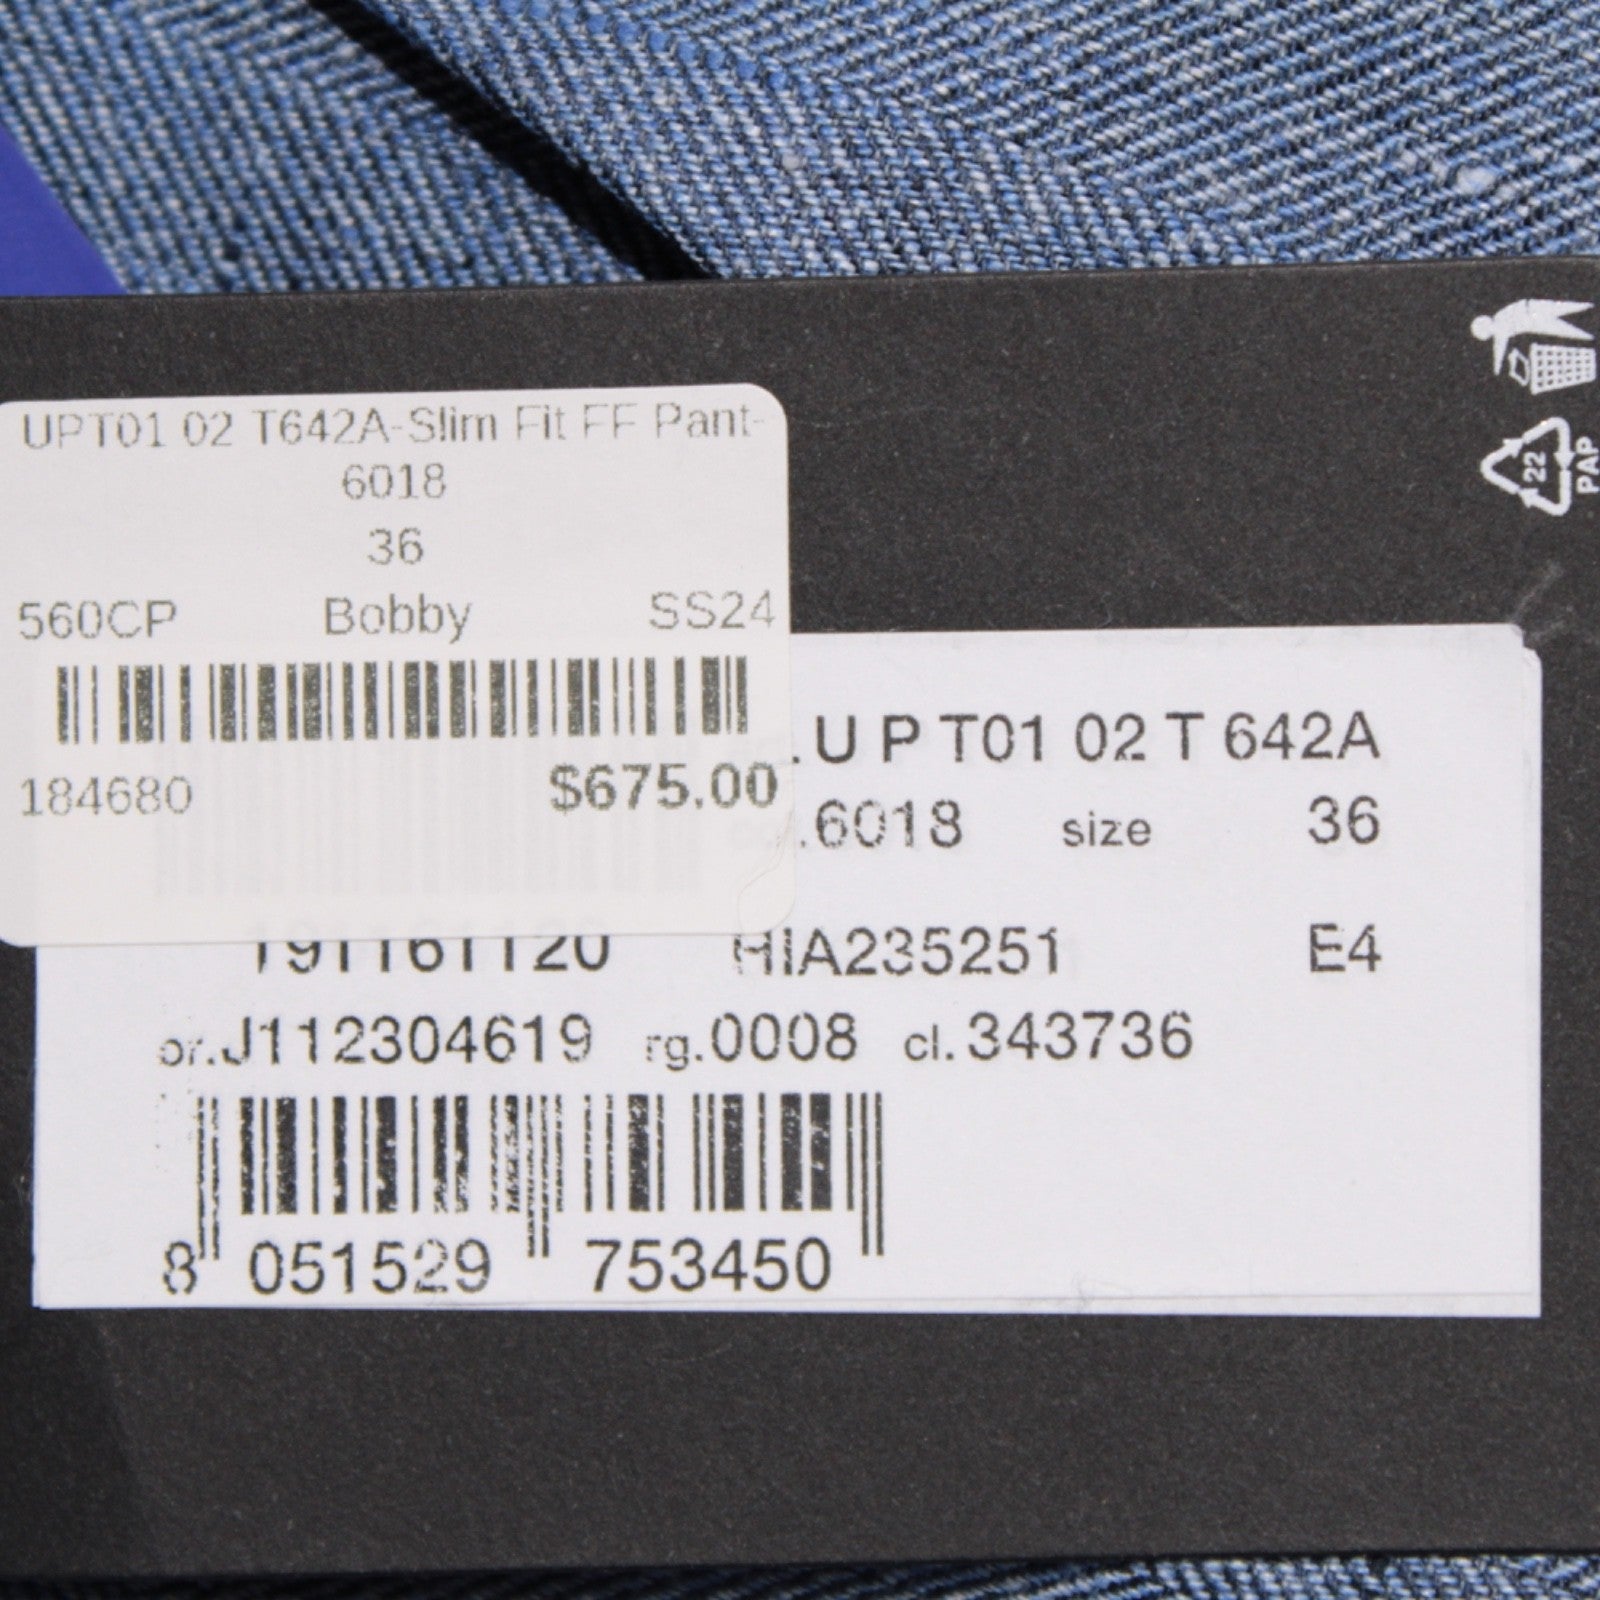 UPT01 02 T642A-Slim Fit FF Pant-
6018
36
560CP Bobby SS24
184680 $675.00
.U P T01 02 T 642A
.6018 size 36
191161120 HIA235251 E4
or.J112304619 rg.0008 cl.343736
8 051529 753450
22
PAP